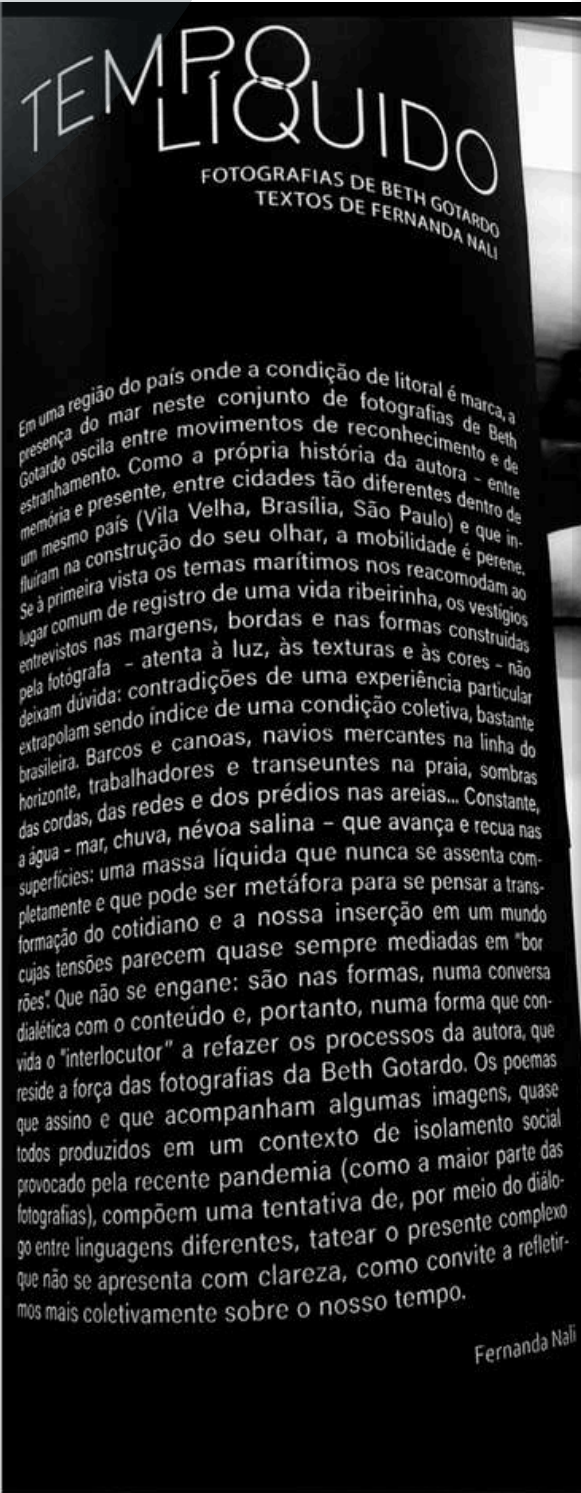 TEMPO
LÍQUIDO
FOTOGRAFIAS DE BETH GOTARDO
TEXTOS DE FERNANDA NALI
Em uma região do país onde a condição de litoral é marca, a
presença do mar neste conjunto de fotografias de Beth
Gotardo oscila entre movimentos de reconhecimento e de
estranhamento. Como a própria história da autora - entre
memória e presente, entre cidades tão diferentes dentro de
um mesmo país (Vila Velha, Brasília, São Paulo) e que in-
fluíram na construção do seu olhar, a mobilidade é perene.
Se à primeira vista os temas marítimos nos reacomodam ao
lugar comum de registro de uma vida ribeirinha, os vestígios
entrevistos nas margens, bordas e nas formas construídas
pela fotógrafa – atenta à luz, às texturas e às cores – não
deixam dúvida: contradições de uma experiência particular
extrapolam sendo índice de uma condição coletiva, bastante
brasileira. Barcos e canoas, navios mercantes na linha do
horizonte, trabalhadores e transeuntes na praia, sombras
das cordas, das redes e dos prédios nas areias... Constante,
a água – mar, chuva, névoa salina – que avança e recua nas
superfícies: uma massa líquida que nunca se assenta com-
pletamente e que pode ser metáfora para se pensar a trans-
formação do cotidiano e a nossa inserção em um mundo
cujas tensões parecem quase sempre mediadas em "bor
rões". Que não se engane: são nas formas, numa conversa
dialética com o conteúdo e, portanto, numa forma que con-
vida o "interlocutor" a refazer os processos da autora, que
reside a força das fotografias da Beth Gotardo. Os poemas
que assino e que acompanham algumas imagens, quase
todos produzidos em um contexto de isolamento social
provocado pela recente pandemia (como a maior parte das
fotografias), compõem uma tentativa de, por meio do diálo-
go entre linguagens diferentes, tatear o presente complexo
que não se apresenta com clareza, como convite a refletir-
mos mais coletivamente sobre o nosso tempo.
Fernanda Nali